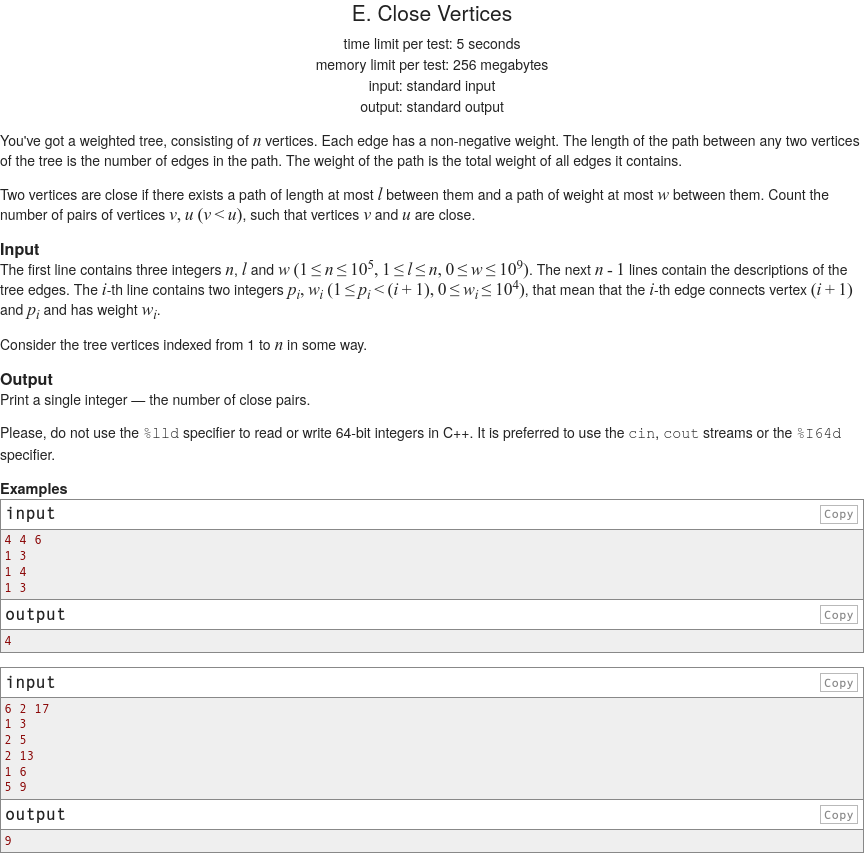 E. Close Vertices
time limit per test: 5 seconds
memory limit per test: 256 megabytes
input: standard input
output: standard output
You've got a weighted tree, consisting of n vertices. Each edge has a non-negative weight. The length of the path between any two vertices
of the tree is the number of edges in the path. The weight of the path is the total weight of all edges it contains.
Two vertices are close if there exists a path of length at most l between them and a path of weight at most w between them. Count the
number of pairs of vertices v, u (v < u), such that vertices v and u are close.
Input
The first line contains three integers n, l and w (1 ≤ n ≤ 10^5, 1 ≤ l ≤ n, 0 ≤ w ≤ 10^9). The next n - 1 lines contain the descriptions of the
tree edges. The i-th line contains two integers p_i, w_i (1 ≤ p_i < (i + 1), 0 ≤ w_i ≤ 10^4), that mean that the i-th edge connects vertex (i + 1)
and p_i and has weight w_i.
Consider the tree vertices indexed from 1 to n in some way.
Output
Print a single integer — the number of close pairs.
Please, do not use the %lld specifier to read or write 64-bit integers in C++. It is preferred to use the cin, cout streams or the %I64d
specifier.
Examples
input Copy
4 4 6
1 3
1 4
1 3
output Copy
4
input Copy
6 2 17
1 3
2 5
2 13
1 6
5 9
output Copy
9